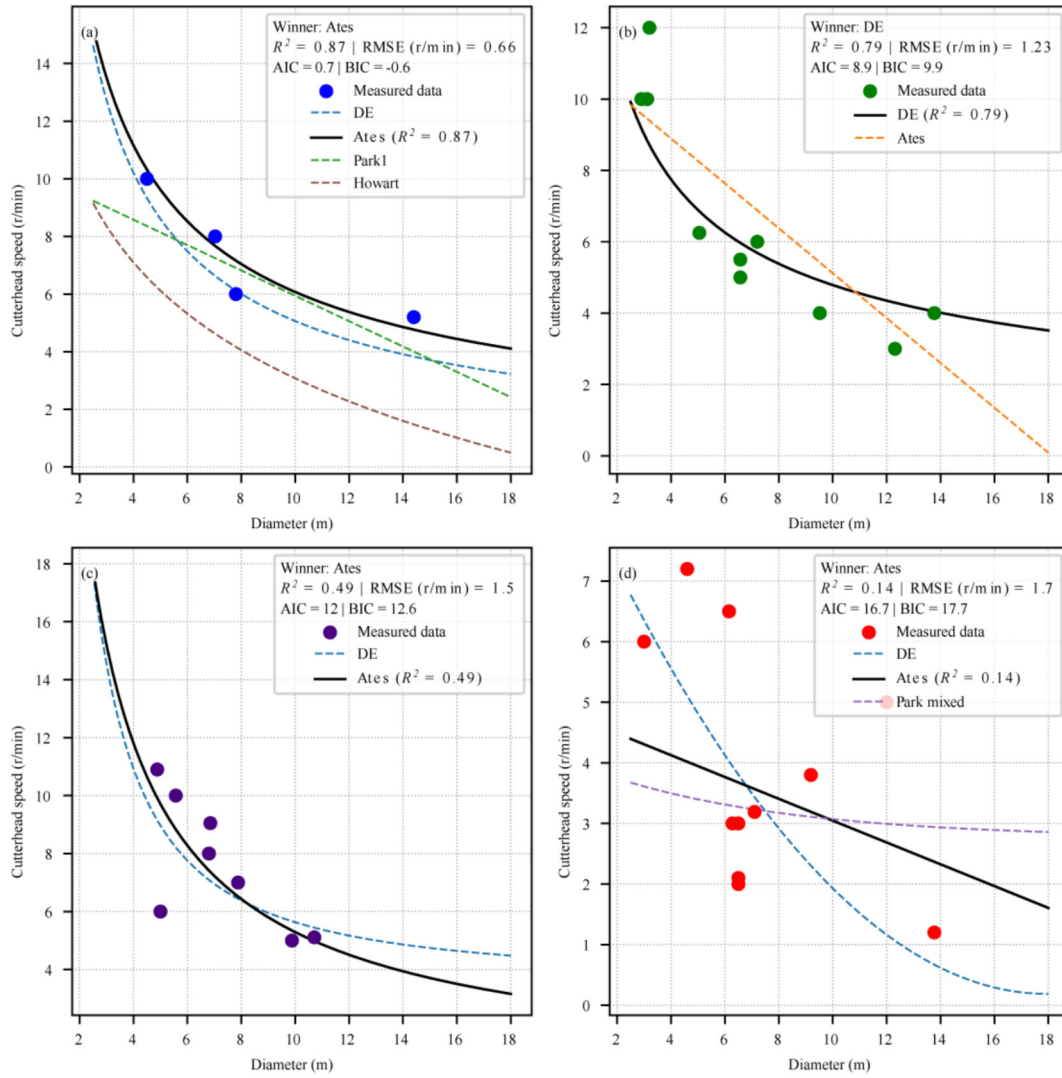 (a)
Winner: Ates
R² = 0.87 | RMSE (r/min) = 0.66
AIC = 0.7 | BIC = -0.6
Measured data
DE
Ates (R² = 0.87)
Park1
Howart
Cutterhead speed (r/min)
14
12
10
8
6
4
2
0
2 4 6 8 10 12 14 16 18
Diameter (m)
(b)
Winner: DE
R² = 0.79 | RMSE (r/min) = 1.23
AIC = 8.9 | BIC = 9.9
Measured data
DE (R² = 0.79)
Ates
Cutterhead speed (r/min)
12
10
8
6
4
2
0
2 4 6 8 10 12 14 16 18
Diameter (m)
(c)
Winner: Ates
R² = 0.49 | RMSE (r/min) = 1.5
AIC = 12 | BIC = 12.6
Measured data
DE
Ates (R² = 0.49)
Cutterhead speed (r/min)
18
16
14
12
10
8
6
4
2 4 6 8 10 12 14 16 18
Diameter (m)
(d)
Winner: Ates
R² = 0.14 | RMSE (r/min) = 1.7
AIC = 16.7 | BIC = 17.7
Measured data
DE
Ates (R² = 0.14)
Park mixed
Cutterhead speed (r/min)
7
6
5
4
3
2
1
0
2 4 6 8 10 12 14 16 18
Diameter (m)